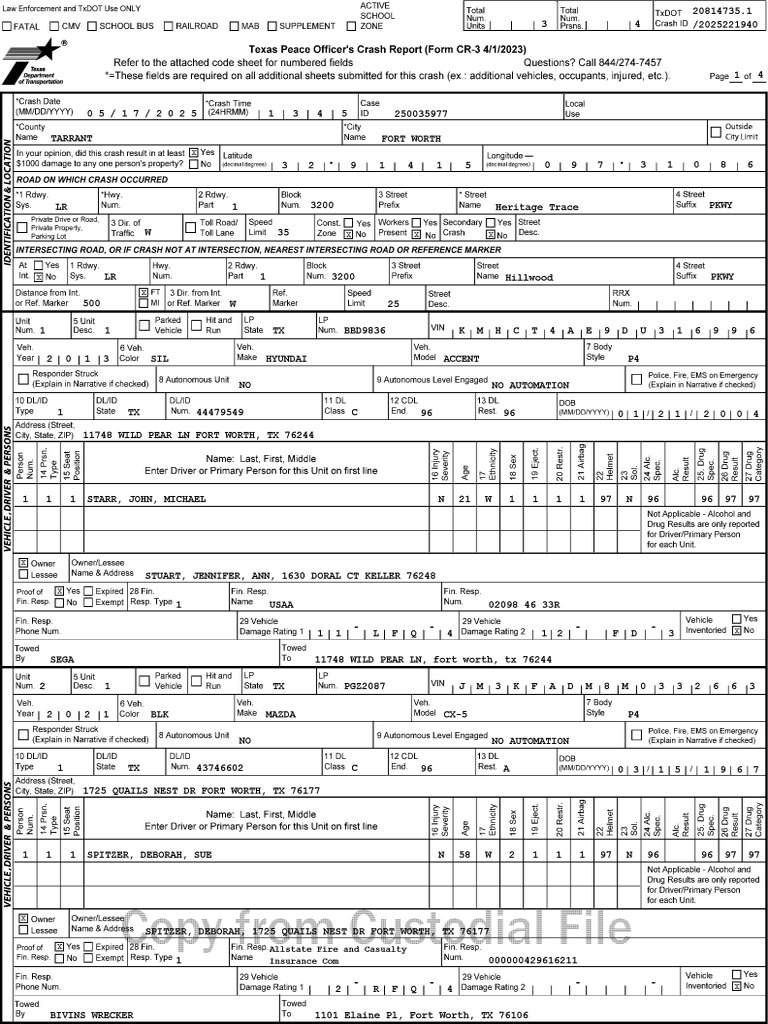 Law Enforcement and TxDOT Use ONLY
FATAL CMV SCHOOL BUS RAILROAD MAB SUPPLEMENT ACTIVE SCHOOL ZONE
Total Num. Units 3 Total Num. Prsns. 4 TxDOT Crash ID 20814735.1 /2025221940
Texas Department of Transportation
Texas Peace Officer's Crash Report (Form CR-3 4/1/2023)
Refer to the attached code sheet for numbered fields Questions? Call 844/274-7457
*=These fields are required on all additional sheets submitted for this crash (ex.: additional vehicles, occupants, injured, etc.). Page 1 of 4
IDENTIFICATION & LOCATION
*Crash Date (MM/DD/YYYY) 05/17/2025 *Crash Time (24HRMM) 1345 Case ID 250035977 Local Use
*County Name TARRANT *City Name FORT WORTH Outside City Limit
In your opinion, did this crash result in at least $1000 damage to any one person's property? X Yes No Latitude (decimal degrees) 32.91415 Longitude (decimal degrees) – 097.31086
ROAD ON WHICH CRASH OCCURRED
*1 Rdwy. Sys. LR *Hwy. Num. 2 Rdwy. Part 1 Block Num. 3200 3 Street Prefix * Street Name Heritage Trace 4 Street Suffix PKWY
Private Drive or Road, Private Property, Parking Lot 3 Dir. of Traffic W Toll Road/ Toll Lane Speed Limit 35 Const. Zone Yes X No Workers Present Yes X No Secondary Crash Yes X No Street Desc.
INTERSECTING ROAD, OR IF CRASH NOT AT INTERSECTION, NEAREST INTERSECTING ROAD OR REFERENCE MARKER
At Int. Yes X No 1 Rdwy. Sys. LR Hwy. Num. 2 Rdwy. Part 1 Block Num. 3200 3 Street Prefix Street Name Hillwood 4 Street Suffix PKWY
Distance from Int. or Ref. Marker 500 X FT MI 3 Dir. from Int. or Ref. Marker W Ref. Marker Speed Limit 25 Street Desc. RRX Num.
VEHICLE, DRIVER & PERSONS
Unit Num. 1 5 Unit Desc. 1 Parked Vehicle Hit and Run LP State TX LP Num. BBD9836 VIN KMHCT4AE9DU316996
Veh. Year 2013 6 Veh. Color SIL Veh. Make HYUNDAI Veh. Model ACCENT 7 Body Style P4
Responder Struck (Explain in Narrative if checked) 8 Autonomous Unit NO 9 Autonomous Level Engaged NO AUTOMATION Police, Fire, EMS on Emergency (Explain in Narrative if checked)
10 DL/ID Type 1 DL/ID State TX DL/ID Num. 44479549 11 DL Class C 12 CDL End. 96 13 DL Rest. 96 DOB (MM/DD/YYYY) 01/21/2004
Address (Street, City, State, ZIP) 11748 WILD PEAR LN FORT WORTH, TX 76244
Person Num. 14 Prsn. Type 15 Seat Position Name: Last, First, Middle Enter Driver or Primary Person for this Unit on first line 16 Injury Severity Age 17 Ethnicity 18 Sex 19 Eject. 20 Restr. 21 Airbag 22 Helmet 23 Sol. 24 Alc. Spec. Alc. Result 25. Drug Spec. 26 Drug Result 27 Drug Category
1 1 1 STARR, JOHN, MICHAEL N 21 W 1 1 1 1 97 N 96 96 97 97
Not Applicable - Alcohol and Drug Results are only reported for Driver/Primary Person for each Unit.
X Owner Lessee Owner/Lessee Name & Address STUART, JENNIFER, ANN, 1630 DORAL CT KELLER 76248
Proof of Fin. Resp. X Yes No Expired Exempt 28 Fin. Resp. Type 1 Fin. Resp. Name USAA Fin. Resp. Num. 02098 46 33R
Fin. Resp. Phone Num. 29 Vehicle Damage Rating 1 11-LFQ-4 29 Vehicle Damage Rating 2 12-FD-3 Vehicle Inventoried Yes X No
Towed By SEGA Towed To 11748 WILD PEAR LN, fort worth, tx 76244
VEHICLE, DRIVER & PERSONS
Unit Num. 2 5 Unit Desc. 1 Parked Vehicle Hit and Run LP State TX LP Num. PGZ2087 VIN JM3KFADM8M0332663
Veh. Year 2021 6 Veh. Color BLK Veh. Make MAZDA Veh. Model CX-5 7 Body Style P4
Responder Struck (Explain in Narrative if checked) 8 Autonomous Unit NO 9 Autonomous Level Engaged NO AUTOMATION Police, Fire, EMS on Emergency (Explain in Narrative if checked)
10 DL/ID Type 1 DL/ID State TX DL/ID Num. 43746602 11 DL Class C 12 CDL End. 96 13 DL Rest. A DOB (MM/DD/YYYY) 03/15/1967
Address (Street, City, State, ZIP) 1725 QUAILS NEST DR FORT WORTH, TX 76177
Person Num. 14 Prsn. Type 15 Seat Position Name: Last, First, Middle Enter Driver or Primary Person for this Unit on first line 16 Injury Severity Age 17 Ethnicity 18 Sex 19 Eject. 20 Restr. 21 Airbag 22 Helmet 23 Sol. 24 Alc. Spec. Alc. Result 25. Drug Spec. 26 Drug Result 27 Drug Category
1 1 1 SPITZER, DEBORAH, SUE N 58 W 2 1 1 1 97 N 96 96 97 97
Not Applicable - Alcohol and Drug Results are only reported for Driver/Primary Person for each Unit.
X Owner Lessee Owner/Lessee Name & Address SPITZER, DEBORAH, 1725 QUAILS NEST DR FORT WORTH, TX 76177
Copy from Custodial File
Proof of Fin. Resp. X Yes No Expired Exempt 28 Fin. Resp. Type 1 Fin. Resp. Name Allstate Fire and Casualty Insurance Com Fin. Resp. Num. 000000429616211
Fin. Resp. Phone Num. 29 Vehicle Damage Rating 1 2-RFQ-4 29 Vehicle Damage Rating 2 Vehicle Inventoried Yes X No
Towed By BIVINS WRECKER Towed To 1101 Elaine Pl, Fort Worth, TX 76106